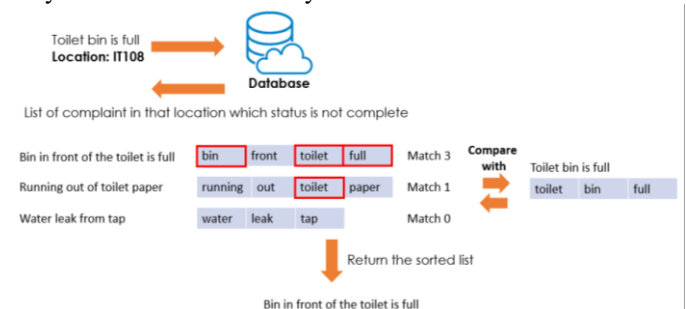 Toilet bin is full
Location: IT108
Database
List of complaint in that location which status is not complete
Bin in front of the toilet is full bin front toilet full Match 3
Running out of toilet paper running out toilet paper Match 1
Water leak from tap water leak tap Match 0
Compare
with
Toilet bin is full
toilet bin full
Return the sorted list
Bin in front of the toilet is full